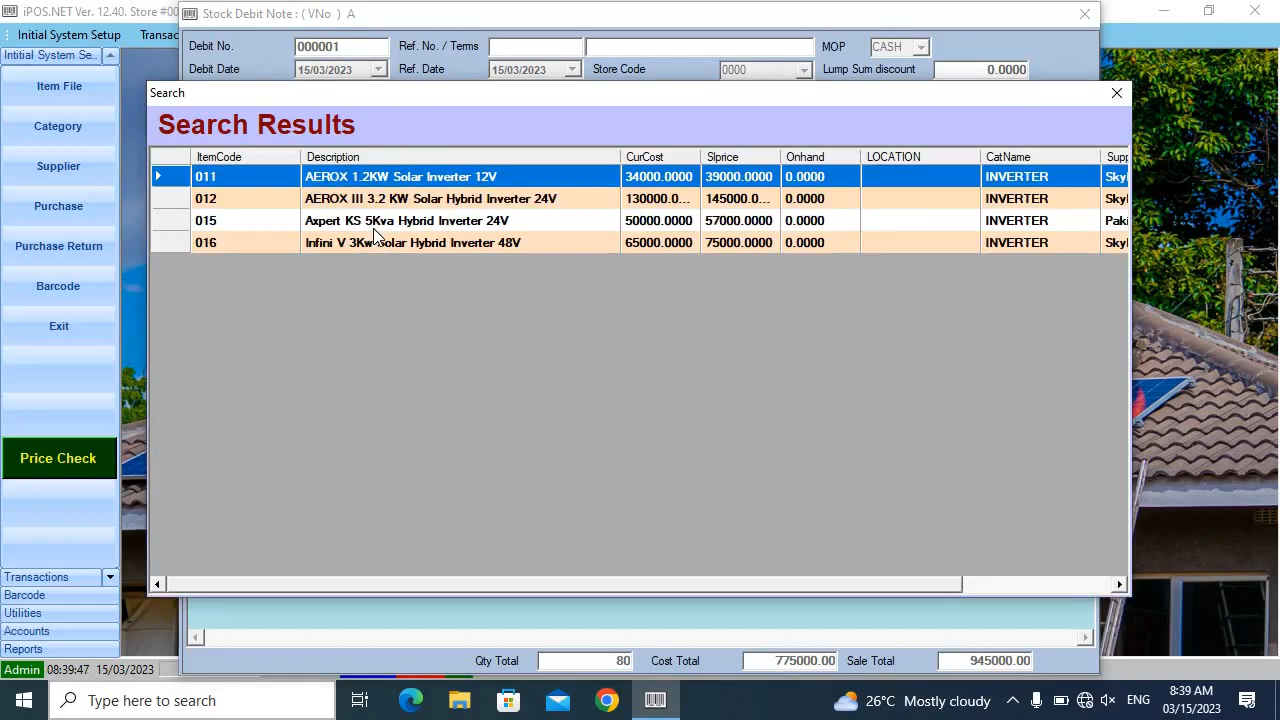 iPOS.NET Ver. 12.40. Store #00
Stock Debit Note : ( VNo ) A
Initial System Setup Transac
Intitial System Se...
Debit No. 000001 Ref. No. / Terms MOP CASH
Debit Date 15/03/2023 Ref. Date 15/03/2023 Store Code 0000 Lump Sum discount 0.0000
Search
Search Results
ItemCode Description CurCost Slprice Onhand LOCATION CatName Supp
011 AEROX 1.2KW Solar Inverter 12V 34000.0000 39000.0000 0.0000 INVERTER Skyl
012 AEROX III 3.2 KW Solar Hybrid Inverter 24V 130000.0... 145000.0... 0.0000 INVERTER Skyl
015 Axpert KS 5Kva Hybrid Inverter 24V 50000.0000 57000.0000 0.0000 INVERTER Paki
016 Infini V 3Kw Solar Hybrid Inverter 48V 65000.0000 75000.0000 0.0000 INVERTER Skyl
Item File
Category
Supplier
Purchase
Purchase Return
Barcode
Exit
Price Check
Transactions
Barcode
Utilities
Accounts
Reports
Qty Total 80 Cost Total 775000.00 Sale Total 945000.00
Admin 08:39:47 15/03/2023
Type here to search
26°C Mostly cloudy
ENG
8:39 AM
03/15/2023